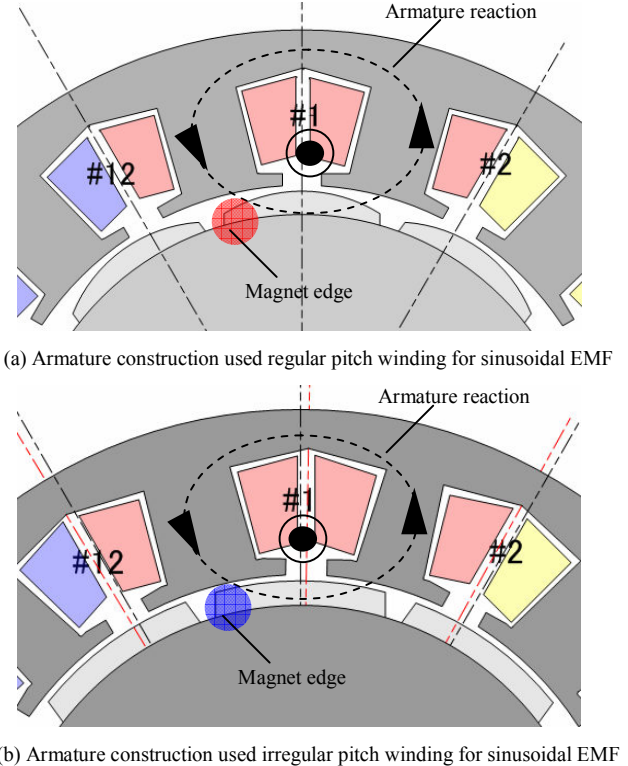 Armature reaction
#1
#12
#2
Magnet edge
(a) Armature construction used regular pitch winding for sinusoidal EMF
Armature reaction
#1
#12
#2
Magnet edge
(b) Armature construction used irregular pitch winding for sinusoidal EMF